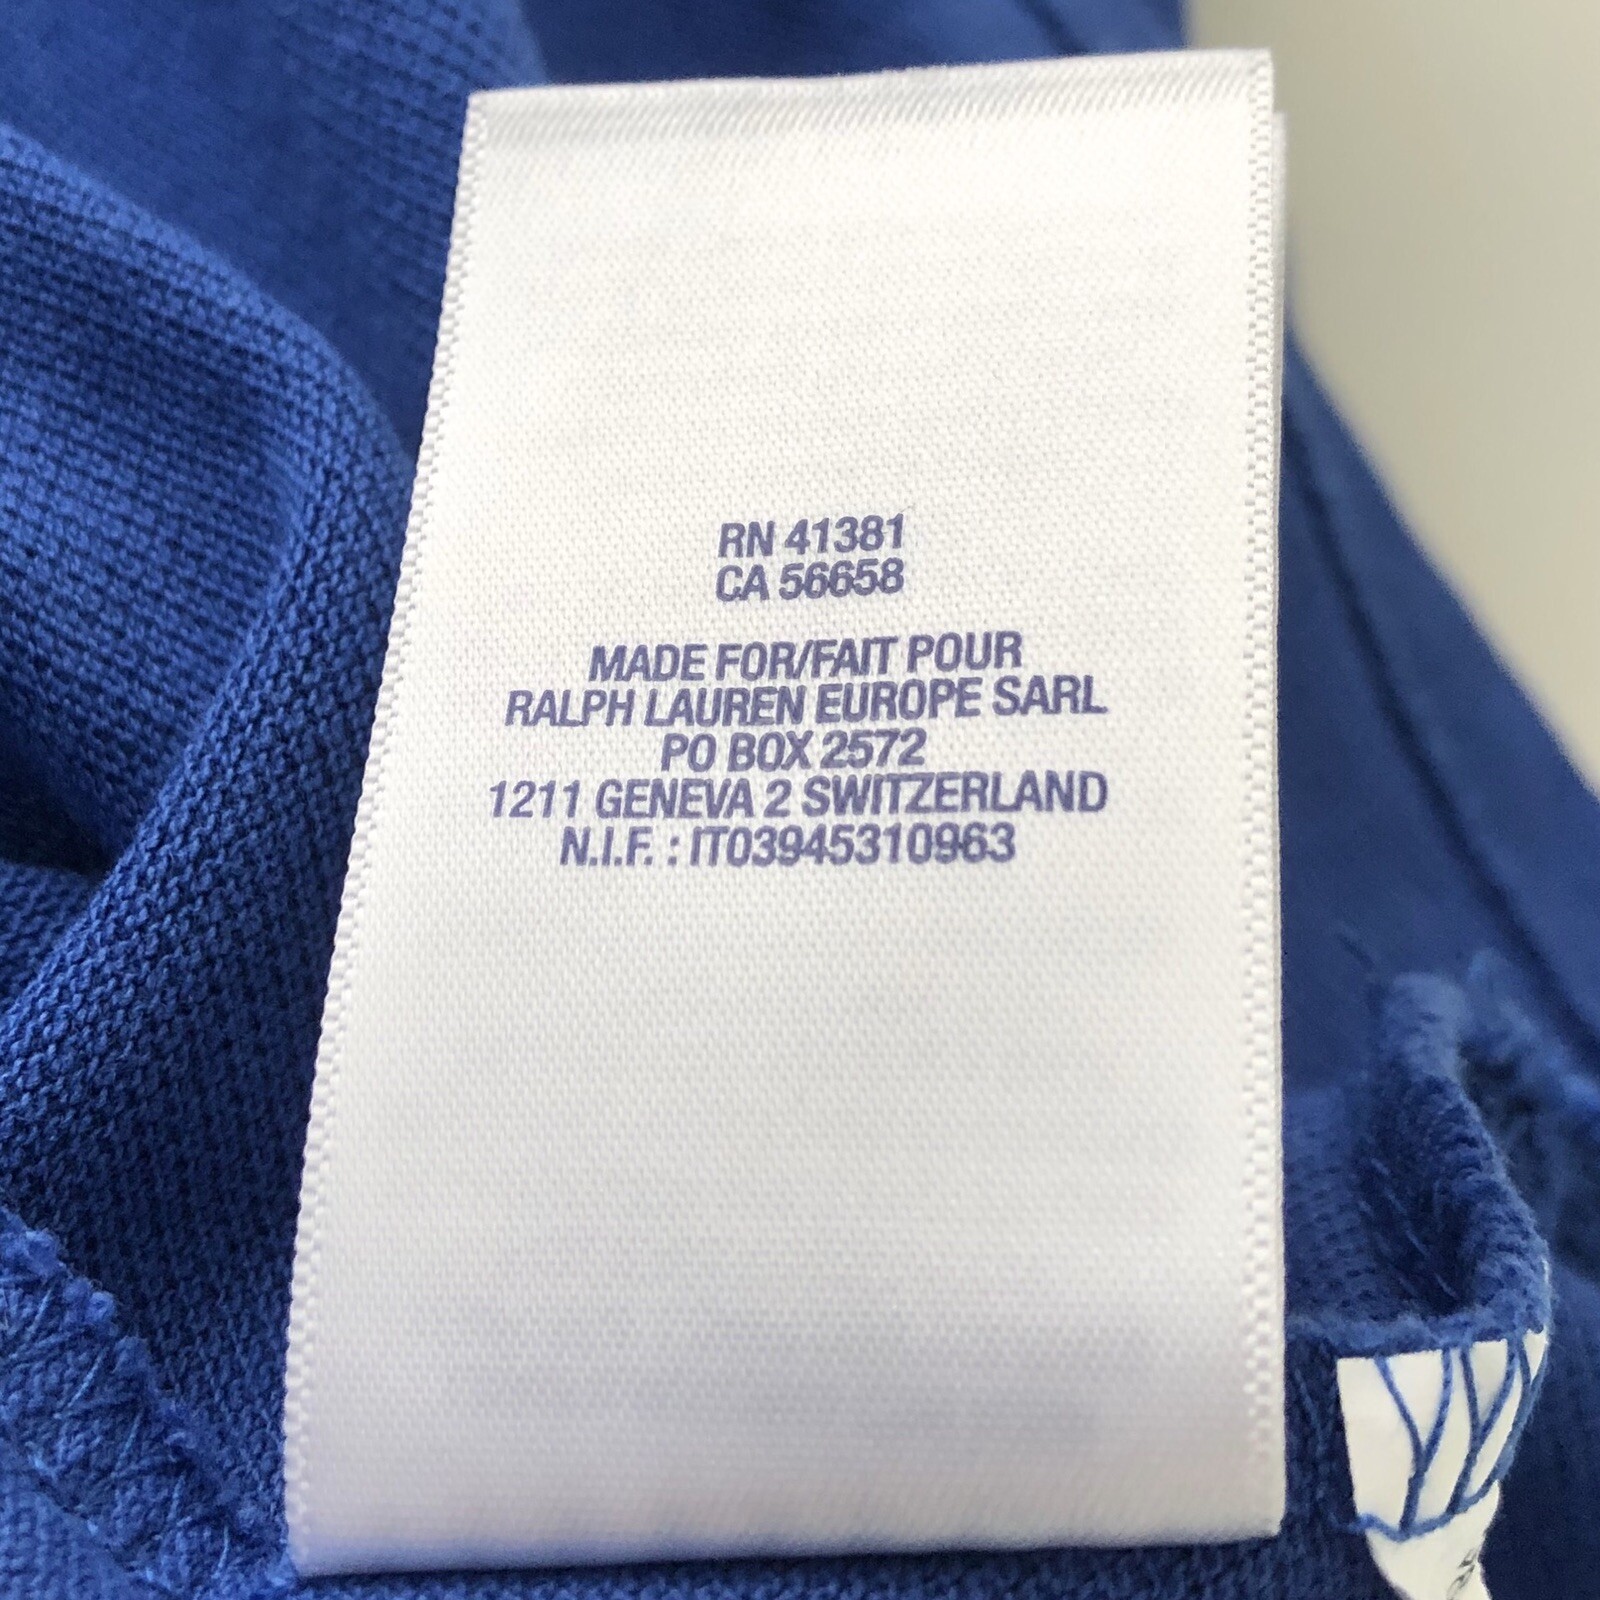 RN 41381
CA 56658
MADE FOR/FAIT POUR
RALPH LAUREN EUROPE SARL
PO BOX 2572
1211 GENEVA 2 SWITZERLAND
N.I.F. : IT03945310963